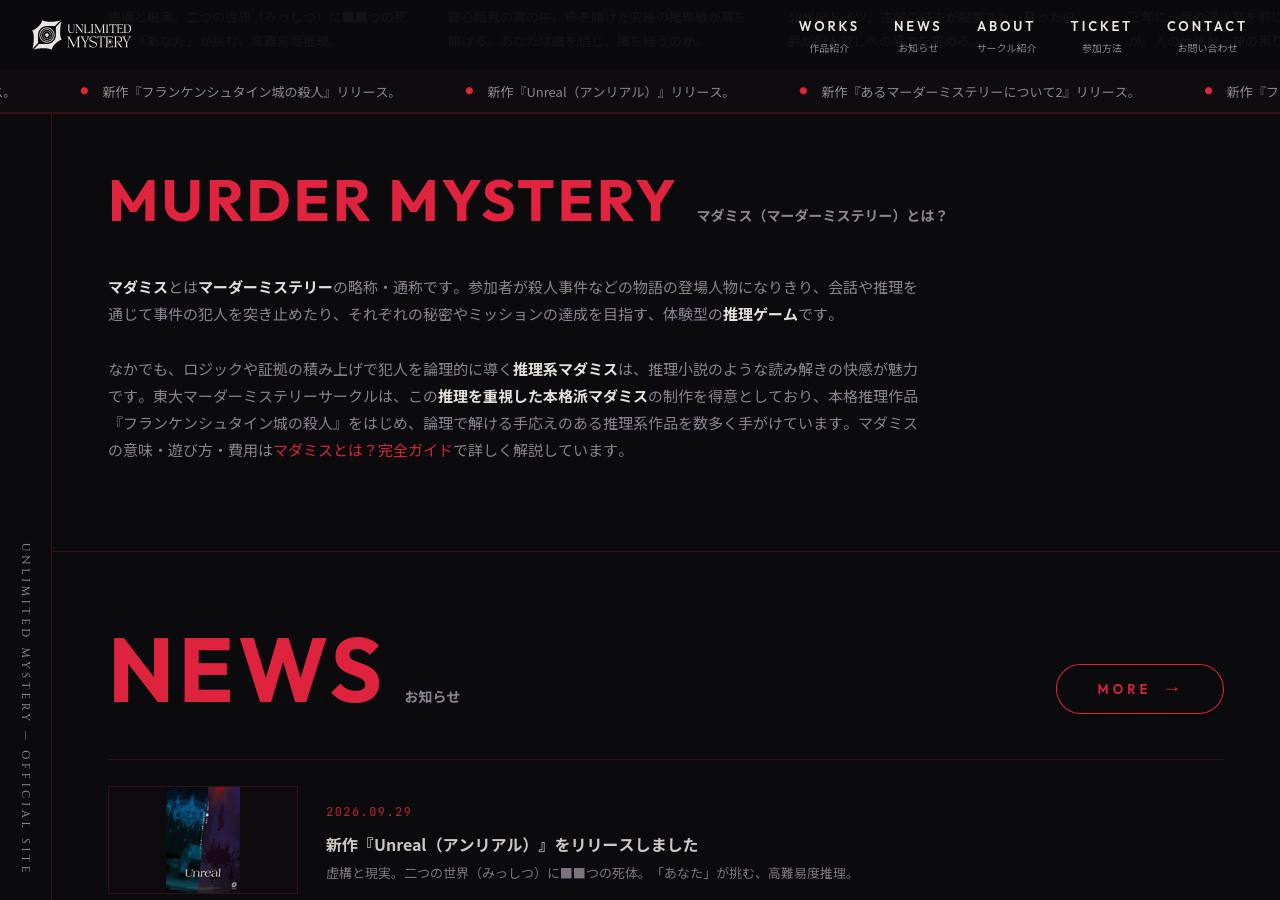 UNLIMITED
MYSTERY
WORKS
作品紹介
NEWS
お知らせ
ABOUT
サークル紹介
TICKET
参加方法
CONTACT
お問い合わせ
新作『フランケンシュタイン城の殺人』リリース。
新作『Unreal（アンリアル）』リリース。
新作『あるマーダーミステリーについて2』リリース。
新作『フ
MURDER MYSTERY
マダミス（マーダーミステリー）とは？
マダミスとはマーダーミステリーの略称・通称です。参加者が殺人事件などの物語の登場人物になりきり、会話や推理を
通じて事件の犯人を突き止めたり、それぞれの秘密やミッションの達成を目指す、体験型の推理ゲームです。
なかでも、ロジックや証拠の積み上げで犯人を論理的に導く推理系マダミスは、推理小説のような読み解きの快感が魅力
です。東大マーダーミステリーサークルは、この推理を重視した本格派マダミスの制作を得意としており、本格推理作品
『フランケンシュタイン城の殺人』をはじめ、論理で解ける手応えのある推理系作品を数多く手がけています。マダミス
の意味・遊び方・費用はマダミスとは？完全ガイドで詳しく解説しています。
UNLIMITED MYSTERY — OFFICIAL SITE
NEWS
お知らせ
MORE →
Unreal
2026.09.29
新作『Unreal（アンリアル）』をリリースしました
虚構と現実。二つの世界（みっしつ）に■■つの死体。「あなた」が挑む、高難易度推理。